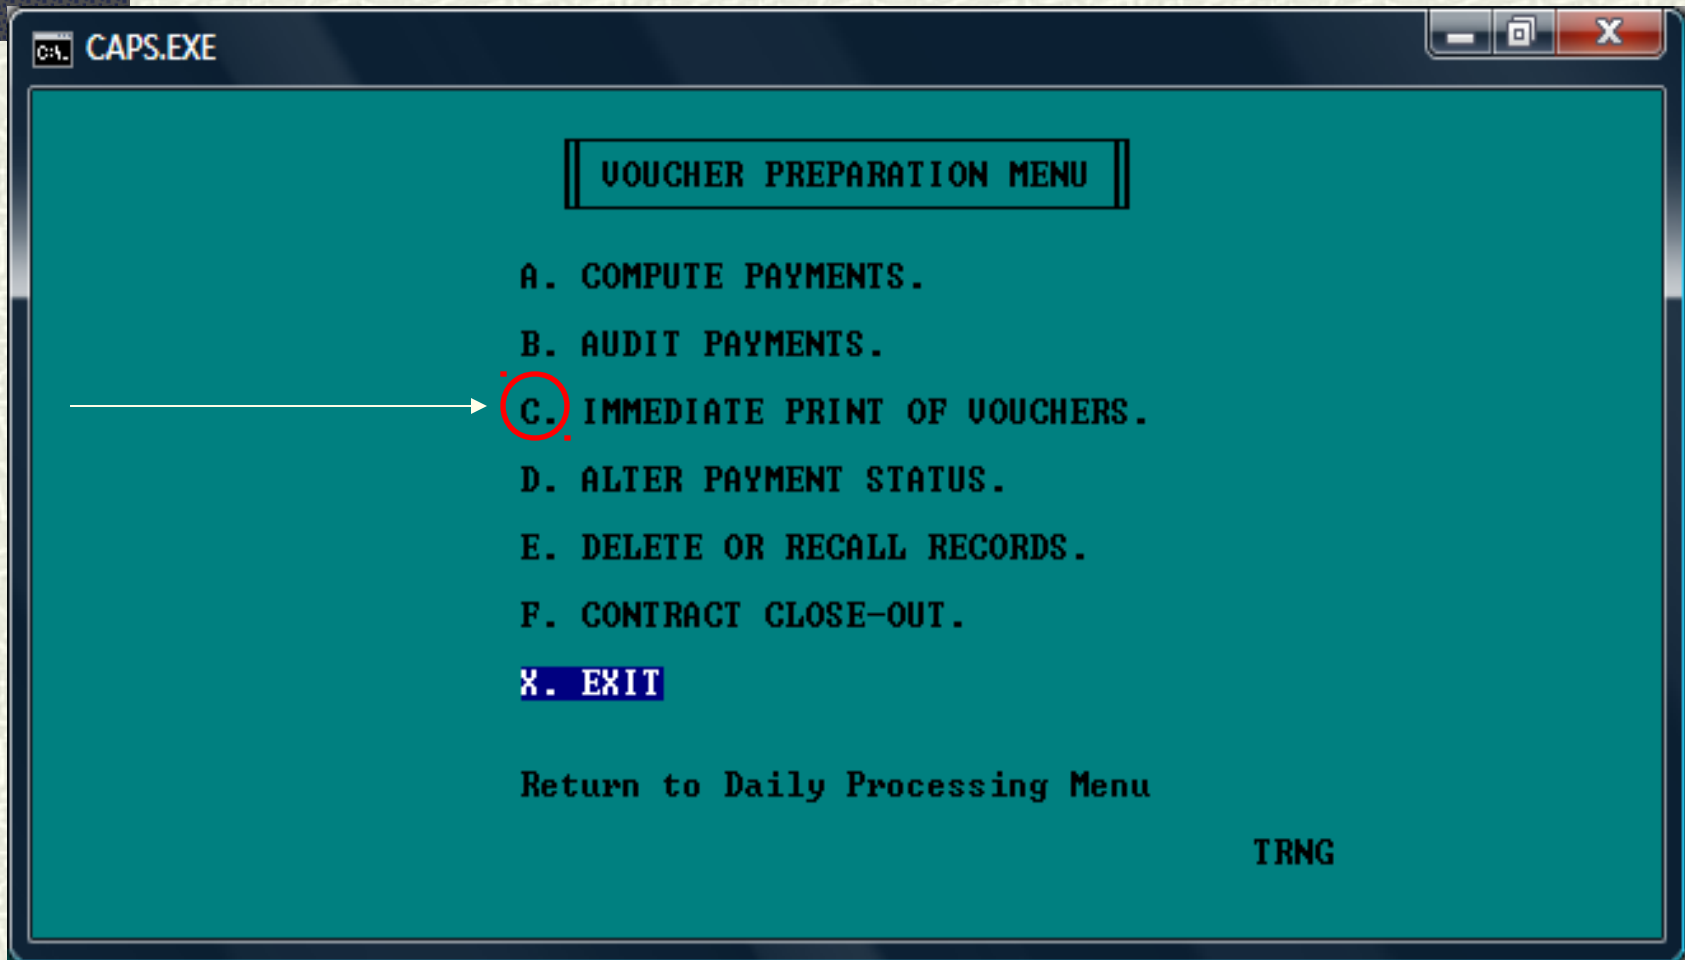 CAPS.EXE
VOUCHER PREPARATION MENU
A. COMPUTE PAYMENTS.
B. AUDIT PAYMENTS.
C. IMMEDIATE PRINT OF VOUCHERS.
D. ALTER PAYMENT STATUS.
E. DELETE OR RECALL RECORDS.
F. CONTRACT CLOSE-OUT.
X. EXIT
Return to Daily Processing Menu
TRNG